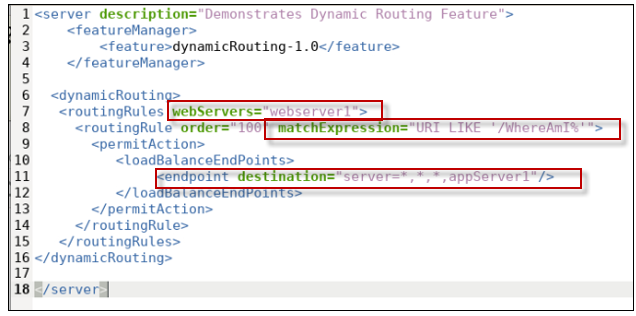 1 <server description="Demonstrates Dynamic Routing Feature">
2 <featureManager>
3 <feature>dynamicRouting-1.0</feature>
4 </featureManager>
5
6 <dynamicRouting>
7 <routingRules webServers="webserver1">
8 <routingRule order="100" matchExpression="URI LIKE '/WhereAmI%'">
9 <permitAction>
10 <loadBalanceEndPoints>
11 <endpoint destination="server=*,*,*,appServer1"/>
12 </loadBalanceEndPoints>
13 </permitAction>
14 </routingRule>
15 </routingRules>
16 </dynamicRouting>
17
18 </server>